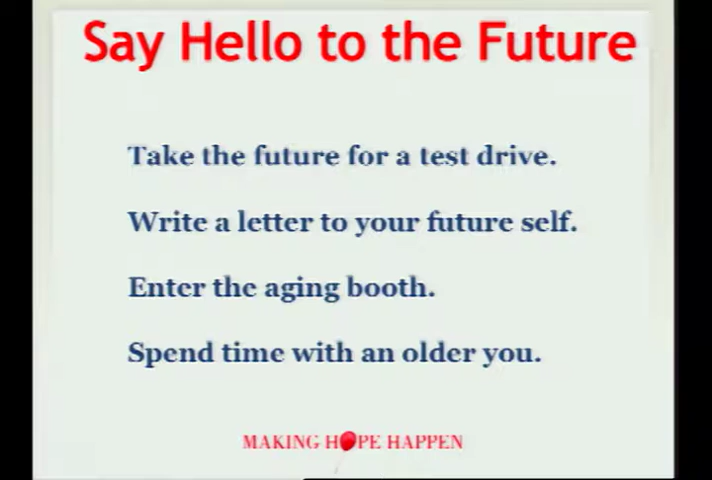 Say Hello to the Future
Take the future for a test drive.
Write a letter to your future self.
Enter the aging booth.
Spend time with an older you.
MAKING HOPE HAPPEN